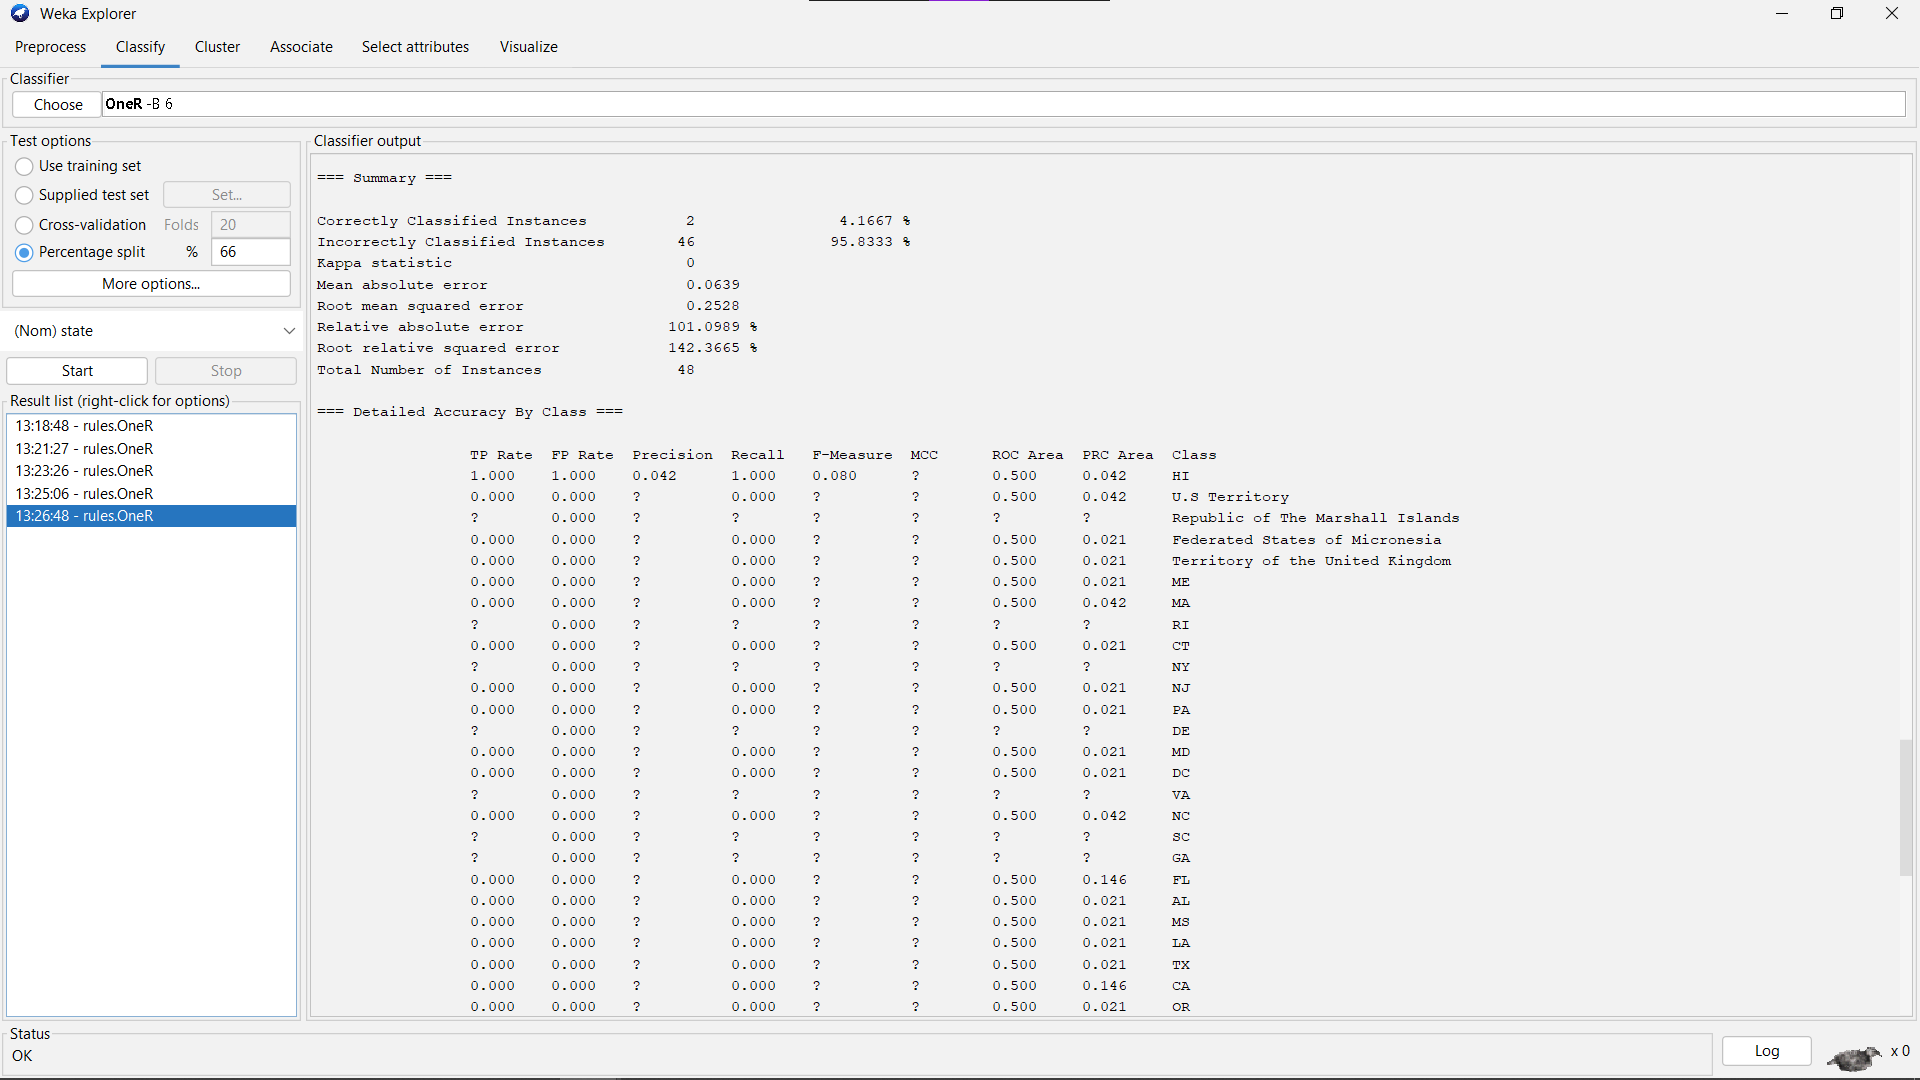 Weka Explorer
Preprocess Classify Cluster Associate Select attributes Visualize
Classifier
Choose OneR -B 6
Test options
Use training set
Supplied test set Set...
Cross-validation Folds 20
Percentage split % 66
More options...
(Nom) state
Start Stop
Result list (right-click for options)
13:18:48 - rules.OneR
13:21:27 - rules.OneR
13:23:26 - rules.OneR
13:25:06 - rules.OneR
13:26:48 - rules.OneR
Classifier output
=== Summary ===
Correctly Classified Instances 2 4.1667 %
Incorrectly Classified Instances 46 95.8333 %
Kappa statistic 0
Mean absolute error 0.0639
Root mean squared error 0.2528
Relative absolute error 101.0989 %
Root relative squared error 142.3665 %
Total Number of Instances 48
=== Detailed Accuracy By Class ===
TP Rate FP Rate Precision Recall F-Measure MCC ROC Area PRC Area Class
1.000 1.000 0.042 1.000 0.080 ? 0.500 0.042 HI
0.000 0.000 ? 0.000 ? ? 0.500 0.042 U.S Territory
? 0.000 ? ? ? ? ? ? Republic of The Marshall Islands
0.000 0.000 ? 0.000 ? ? 0.500 0.021 Federated States of Micronesia
0.000 0.000 ? 0.000 ? ? 0.500 0.021 Territory of the United Kingdom
0.000 0.000 ? 0.000 ? ? 0.500 0.021 ME
0.000 0.000 ? 0.000 ? ? 0.500 0.042 MA
? 0.000 ? ? ? ? ? ? RI
0.000 0.000 ? 0.000 ? ? 0.500 0.021 CT
? 0.000 ? ? ? ? ? ? NY
0.000 0.000 ? 0.000 ? ? 0.500 0.021 NJ
0.000 0.000 ? 0.000 ? ? 0.500 0.021 PA
? 0.000 ? ? ? ? ? ? DE
0.000 0.000 ? 0.000 ? ? 0.500 0.021 MD
0.000 0.000 ? 0.000 ? ? 0.500 0.021 DC
? 0.000 ? ? ? ? ? ? VA
0.000 0.000 ? 0.000 ? ? 0.500 0.042 NC
? 0.000 ? ? ? ? ? ? SC
? 0.000 ? ? ? ? ? ? GA
0.000 0.000 ? 0.000 ? ? 0.500 0.146 FL
0.000 0.000 ? 0.000 ? ? 0.500 0.021 AL
0.000 0.000 ? 0.000 ? ? 0.500 0.021 MS
0.000 0.000 ? 0.000 ? ? 0.500 0.021 LA
0.000 0.000 ? 0.000 ? ? 0.500 0.021 TX
0.000 0.000 ? 0.000 ? ? 0.500 0.146 CA
0.000 0.000 ? 0.000 ? ? 0.500 0.021 OR
Status
OK
Log x 0